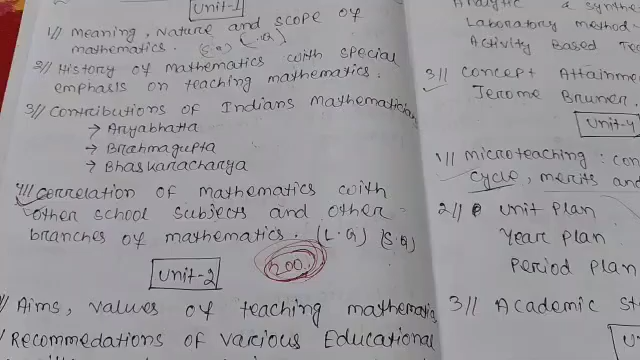 Unit-1
1// Meaning, Nature and scope of
mathematics. (S.Q) (L.Q)
2// History of Mathematics with special
emphasis on teaching mathematics.
3// Contributions of Indians Mathematicians
→ Aryabhatta
→ Brahmagupta
→ Bhaskaracharya
4// Correlation of mathematics with
other school subjects and other
branches of mathematics. (L.Q) (S.Q)
200
Unit-2
Aims, values of teaching mathematics
Recommedations of various Educational
Analytic & synthe
Laboratory method
Activity Based Te
3// Concept Attainme
Jerome Bruner.
Unit-4
1// Microteaching: con
cycle, merits and
2// Unit Plan
Year Plan
Period Plan
3// Academic St